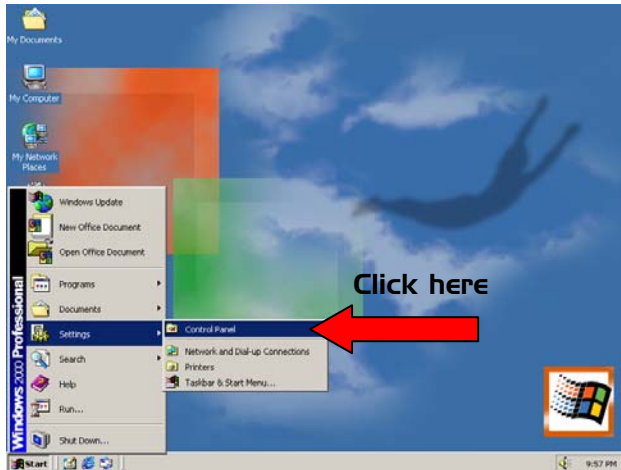 My Documents
My Computer
My Network
Places
Windows 2000 Professional
Windows Update
New Office Document
Open Office Document
Programs
Documents
Settings
Search
Help
Run...
Shut Down...
Control Panel
Network and Dial-up Connections
Printers
Taskbar & Start Menu...
Click here
Start
9:57 PM